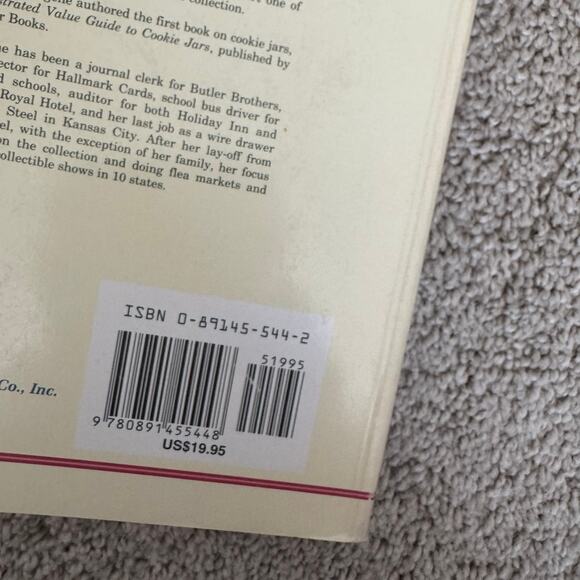 one of
collection.
authored the first book on cookie jars,
Value Guide to Cookie Jars, published by
Books.
has been a journal clerk for Butler Brothers,
for Hallmark Cards, school bus driver for
schools, auditor for both Holiday Inn and
Royal Hotel, and her last job as a wire drawer
Steel in Kansas City. After her lay-off from
with the exception of her family, her focus
on the collection and doing flea markets and
collectible shows in 10 states.
ISBN 0-89145-544-2
51995
9 780891 455448
US$19.95
Co., Inc.